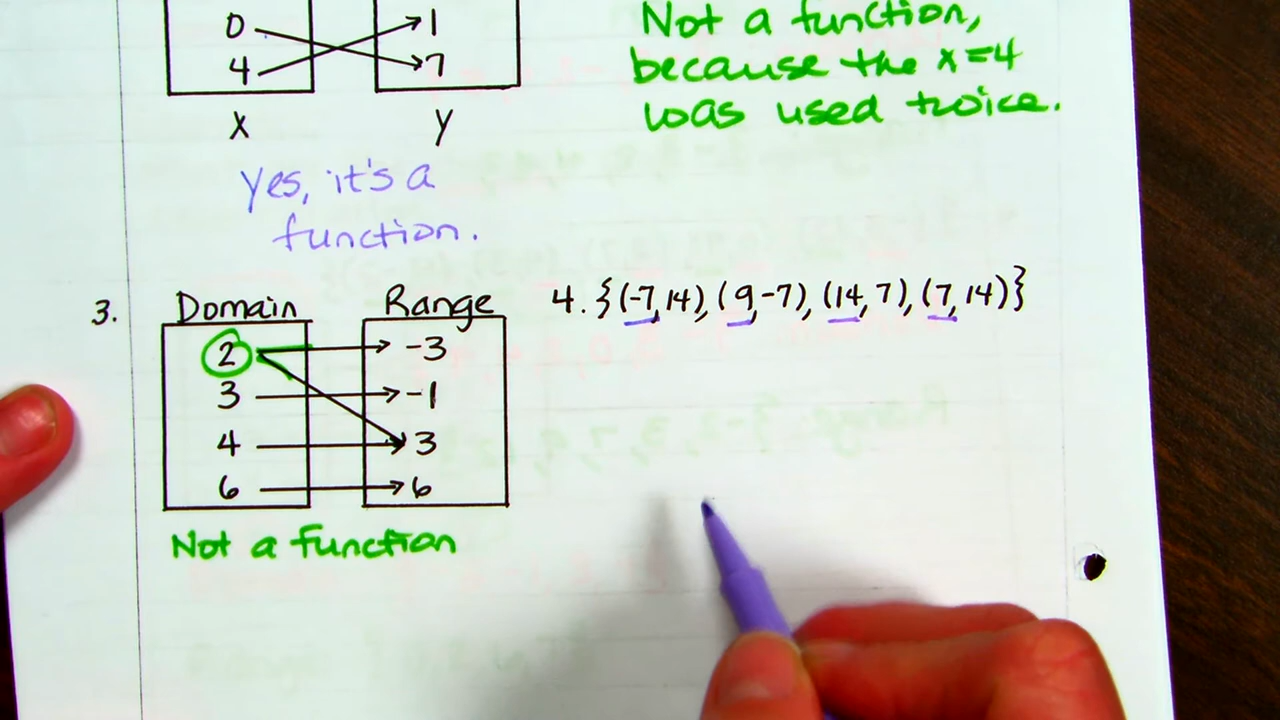 0 1
4 7
x y
Yes, it's a
function.
Not a function,
because the x=4
was used twice.
3. Domain Range
2 -3
3 -1
4 3
6 6
Not a function
4. {(-7,14), (9,-7), (14,7), (7,14)}